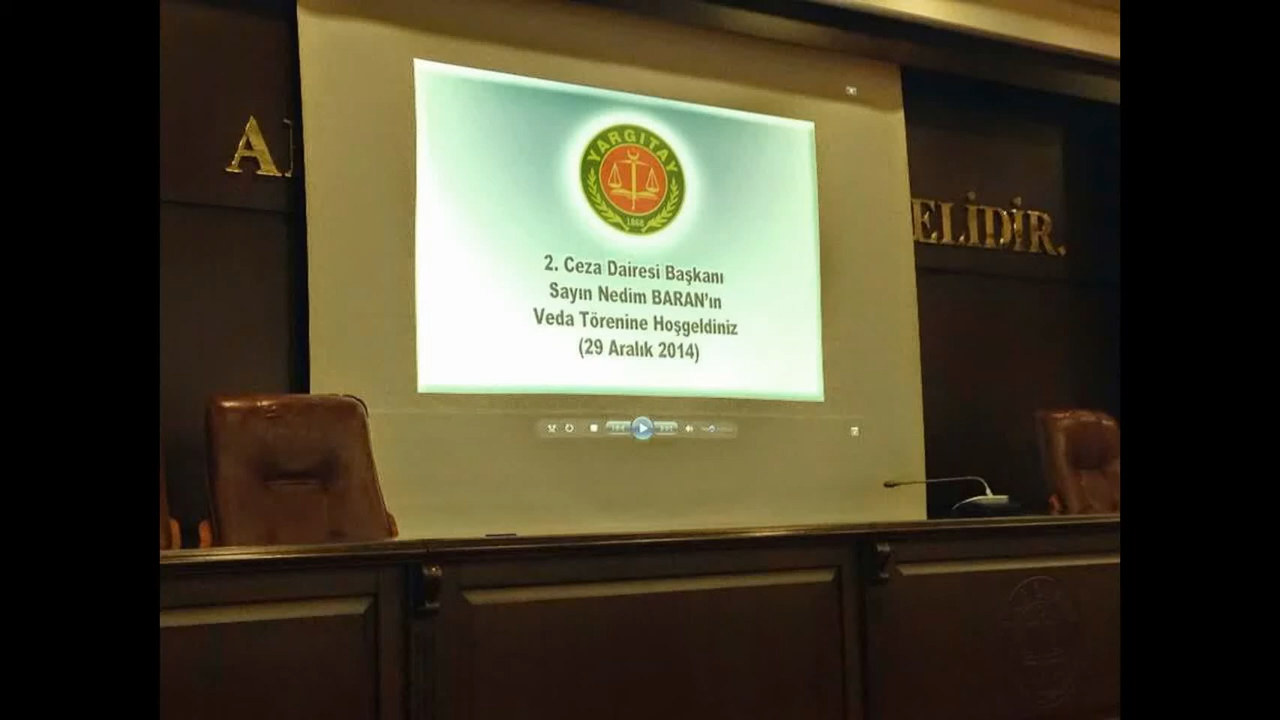 YARGITAY
1868
2. Ceza Dairesi Başkanı
Sayın Nedim BARAN'ın
Veda Törenine Hoşgeldiniz
(29 Aralık 2014)
A
ELİDİR.